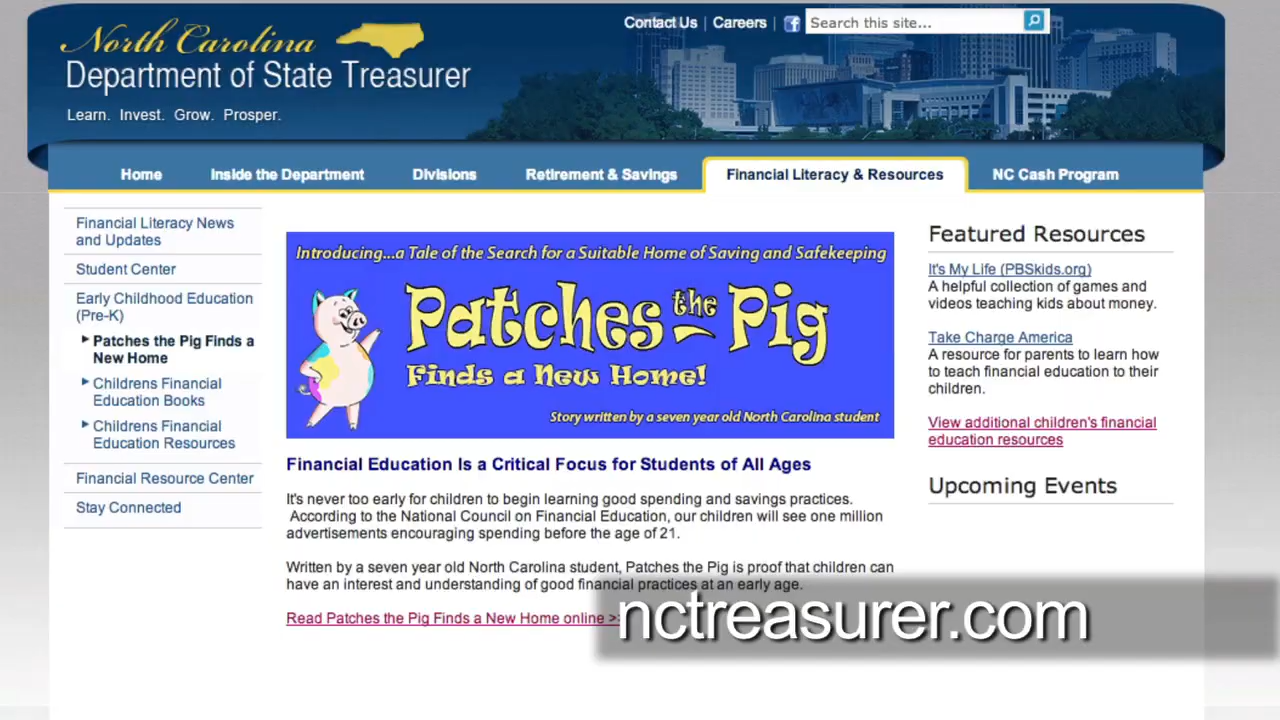 North Carolina
Department of State Treasurer
Learn. Invest. Grow. Prosper.
Contact Us | Careers |
Search this site...
Home
Inside the Department
Divisions
Retirement & Savings
Financial Literacy & Resources
NC Cash Program
Financial Literacy News
and Updates
Student Center
Early Childhood Education
(Pre-K)
Patches the Pig Finds a
New Home
Childrens Financial
Education Books
Childrens Financial
Education Resources
Financial Resource Center
Stay Connected
Introducing...a Tale of the Search for a Suitable Home of Saving and Safekeeping
Patches the Pig
Finds a New Home!
Story written by a seven year old North Carolina student
Financial Education Is a Critical Focus for Students of All Ages
It's never too early for children to begin learning good spending and savings practices.
According to the National Council on Financial Education, our children will see one million
advertisements encouraging spending before the age of 21.
Written by a seven year old North Carolina student, Patches the Pig is proof that children can
have an interest and understanding of good financial practices at an early age.
Read Patches the Pig Finds a New Home online >>
Featured Resources
It's My Life (PBSkids.org)
A helpful collection of games and
videos teaching kids about money.
Take Charge America
A resource for parents to learn how
to teach financial education to their
children.
View additional children's financial
education resources
Upcoming Events
nctreasurer.com